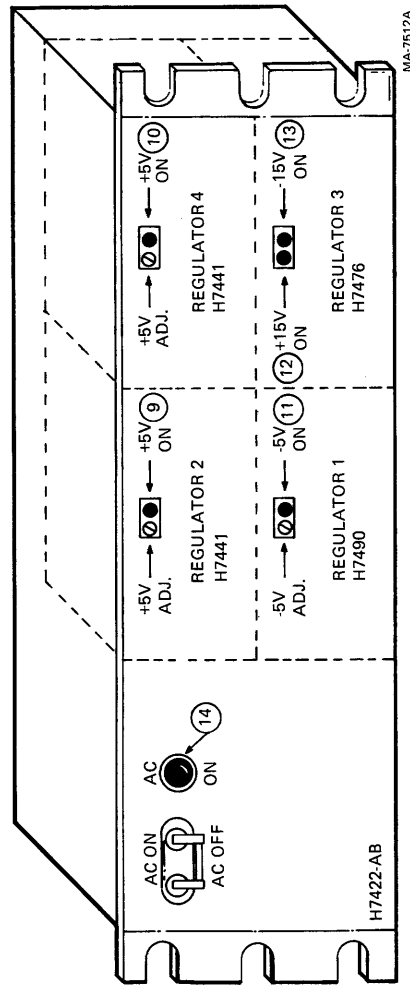 AC ON
AC OFF
AC
ON
14
H7422-AB
+5V
ADJ.
+5V
ON
9
REGULATOR 2
H7441
+5V
ADJ.
+5V
ON
10
REGULATOR 4
H7441
-5V
ADJ.
-5V
ON
11
REGULATOR 1
H7490
+15V
ON
12
-15V
ON
13
REGULATOR 3
H7476
MA-7512A